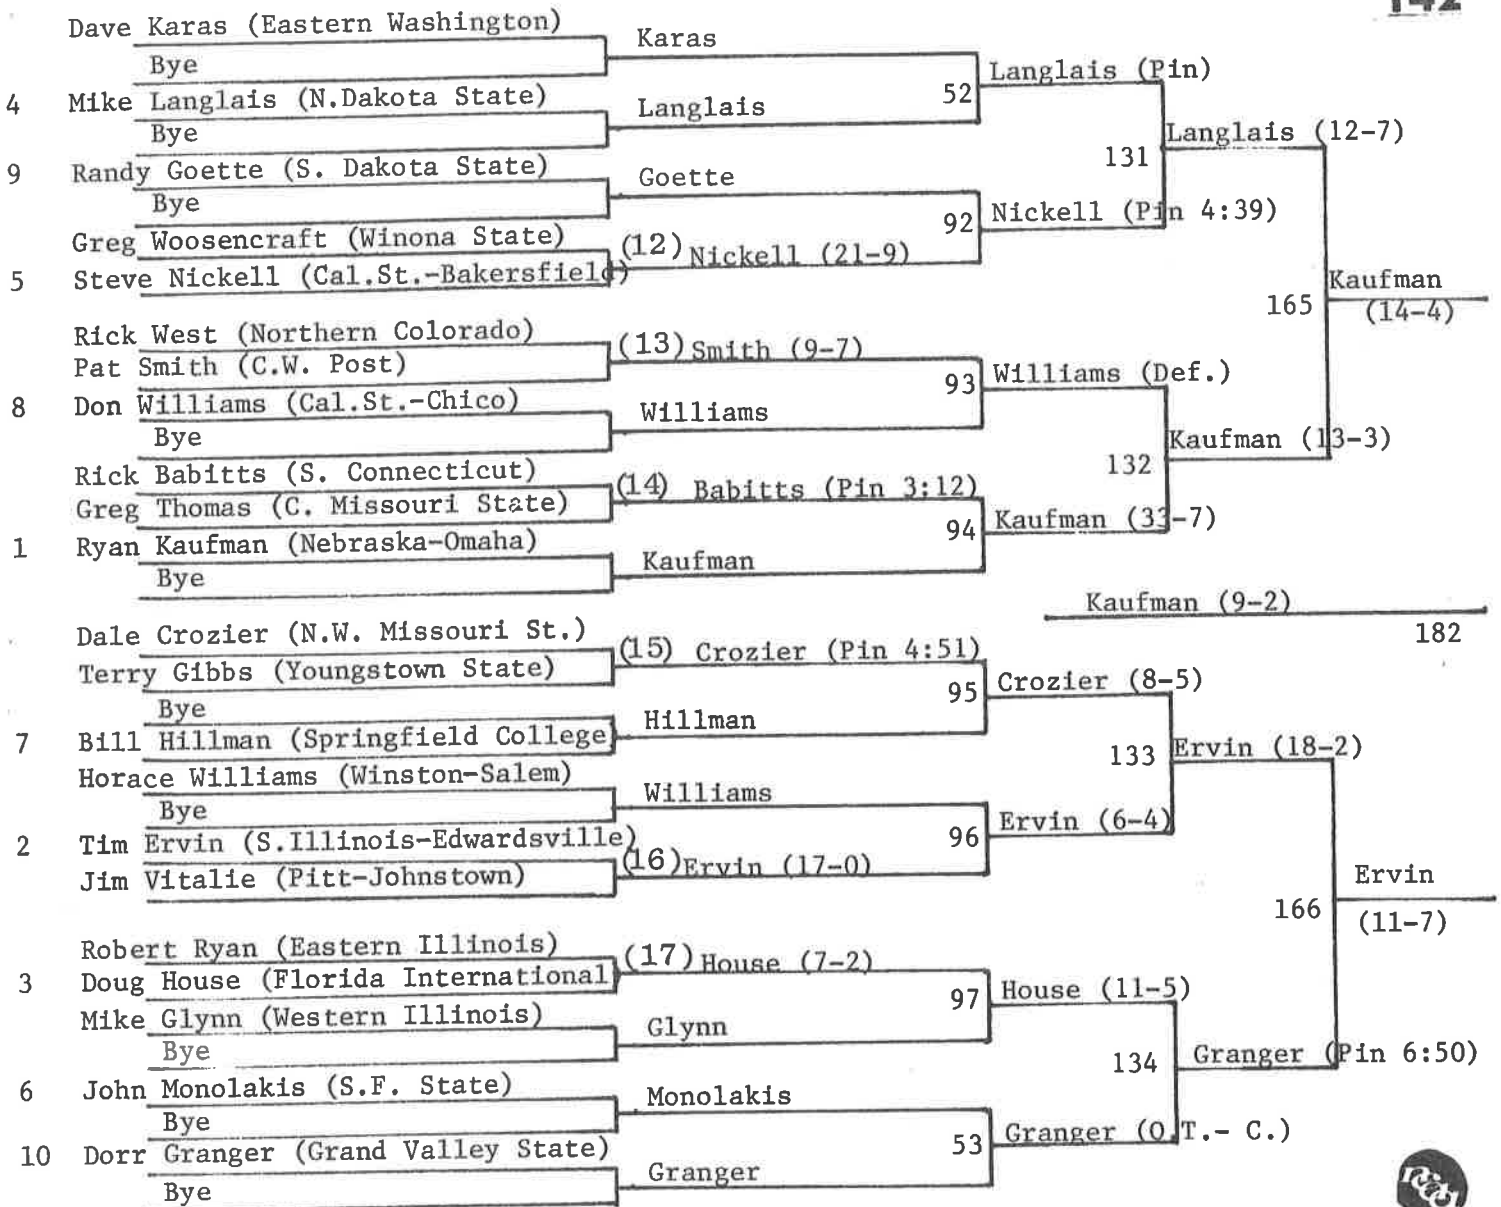 142
Dave Karas (Eastern Washington)
Karas
Bye
Langlais (Pin)
52
4 Mike Langlais (N.Dakota State)
Langlais
Bye
Langlais (12-7)
131
9 Randy Goette (S. Dakota State)
Goette
Bye
92
Nickell (Pin 4:39)
Greg Woosencraft (Winona State)
(12) Nickell (21-9)
5 Steve Nickell (Cal.St.-Bakersfield)
Kaufman
165
(14-4)
Rick West (Northern Colorado)
(13) Smith (9-7)
Pat Smith (C.W. Post)
93
Williams (Def.)
8 Don Williams (Cal.St.-Chico)
Williams
Bye
Kaufman (13-3)
132
Rick Babitts (S. Connecticut)
(14) Babitts (Pin 3:12)
Greg Thomas (C. Missouri State)
94
Kaufman (33-7)
1 Ryan Kaufman (Nebraska-Omaha)
Kaufman
Bye
Kaufman (9-2)
182
Dale Crozier (N.W. Missouri St.)
(15) Crozier (Pin 4:51)
Terry Gibbs (Youngstown State)
95
Crozier (8-5)
Bye
Hillman
7 Bill Hillman (Springfield College
133
Ervin (18-2)
Horace Williams (Winston-Salem)
Williams
Bye
96
Ervin (6-4)
2 Tim Ervin (S.Illinois-Edwardsville)
(16) Ervin (17-0)
Jim Vitalie (Pitt-Johnstown)
Ervin
166
(11-7)
Robert Ryan (Eastern Illinois)
(17) House (7-2)
3 Doug House (Florida International
97
House (11-5)
Mike Glynn (Western Illinois)
Glynn
Bye
134
Granger (Pin 6:50)
6 John Monolakis (S.F. State)
Monolakis
Bye
53
Granger (O.T.- C.)
10 Dorr Granger (Grand Valley State)
Granger
Bye